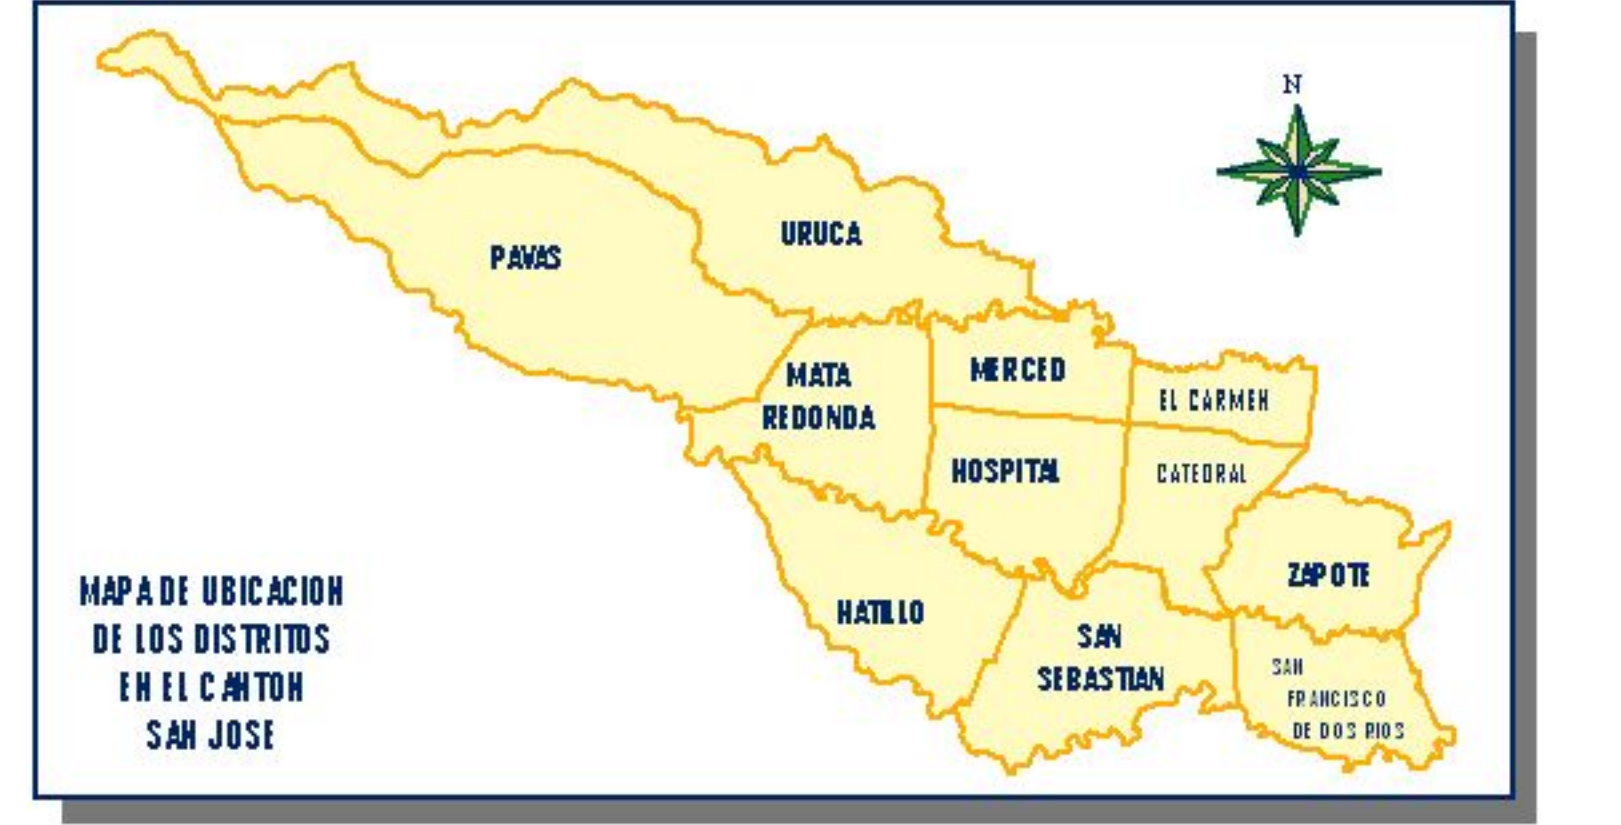 N
URUCA
PAVAS
MATA
REDONDA
MERCED
EL CARMEN
HOSPITAL
CATEDRAL
ZAPOTE
HATILLO
SAN
SEBASTIAN
SAN
FRANCISCO
DE DOS RIOS
MAPA DE UBICACION
DE LOS DISTRITOS
EN EL CANTON
SAN JOSE